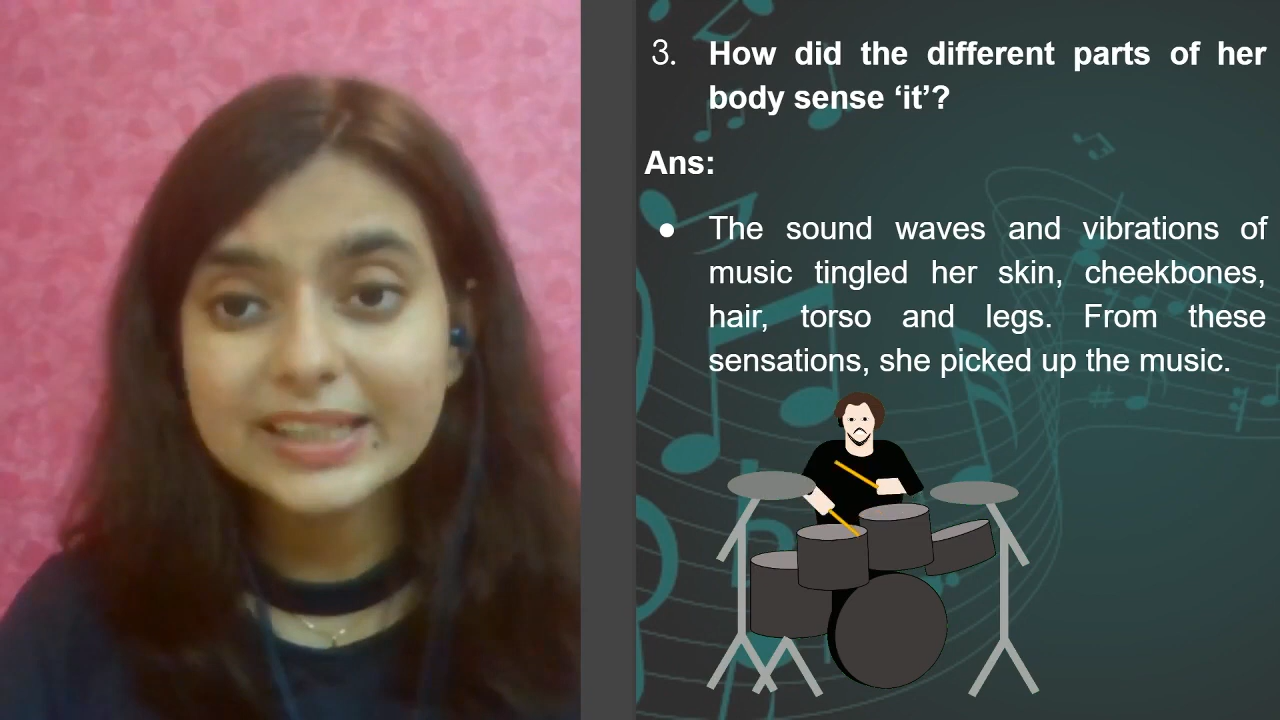 3. How did the different parts of her
body sense ‘it’?
Ans:
● The sound waves and vibrations of
music tingled her skin, cheekbones,
hair, torso and legs. From these
sensations, she picked up the music.